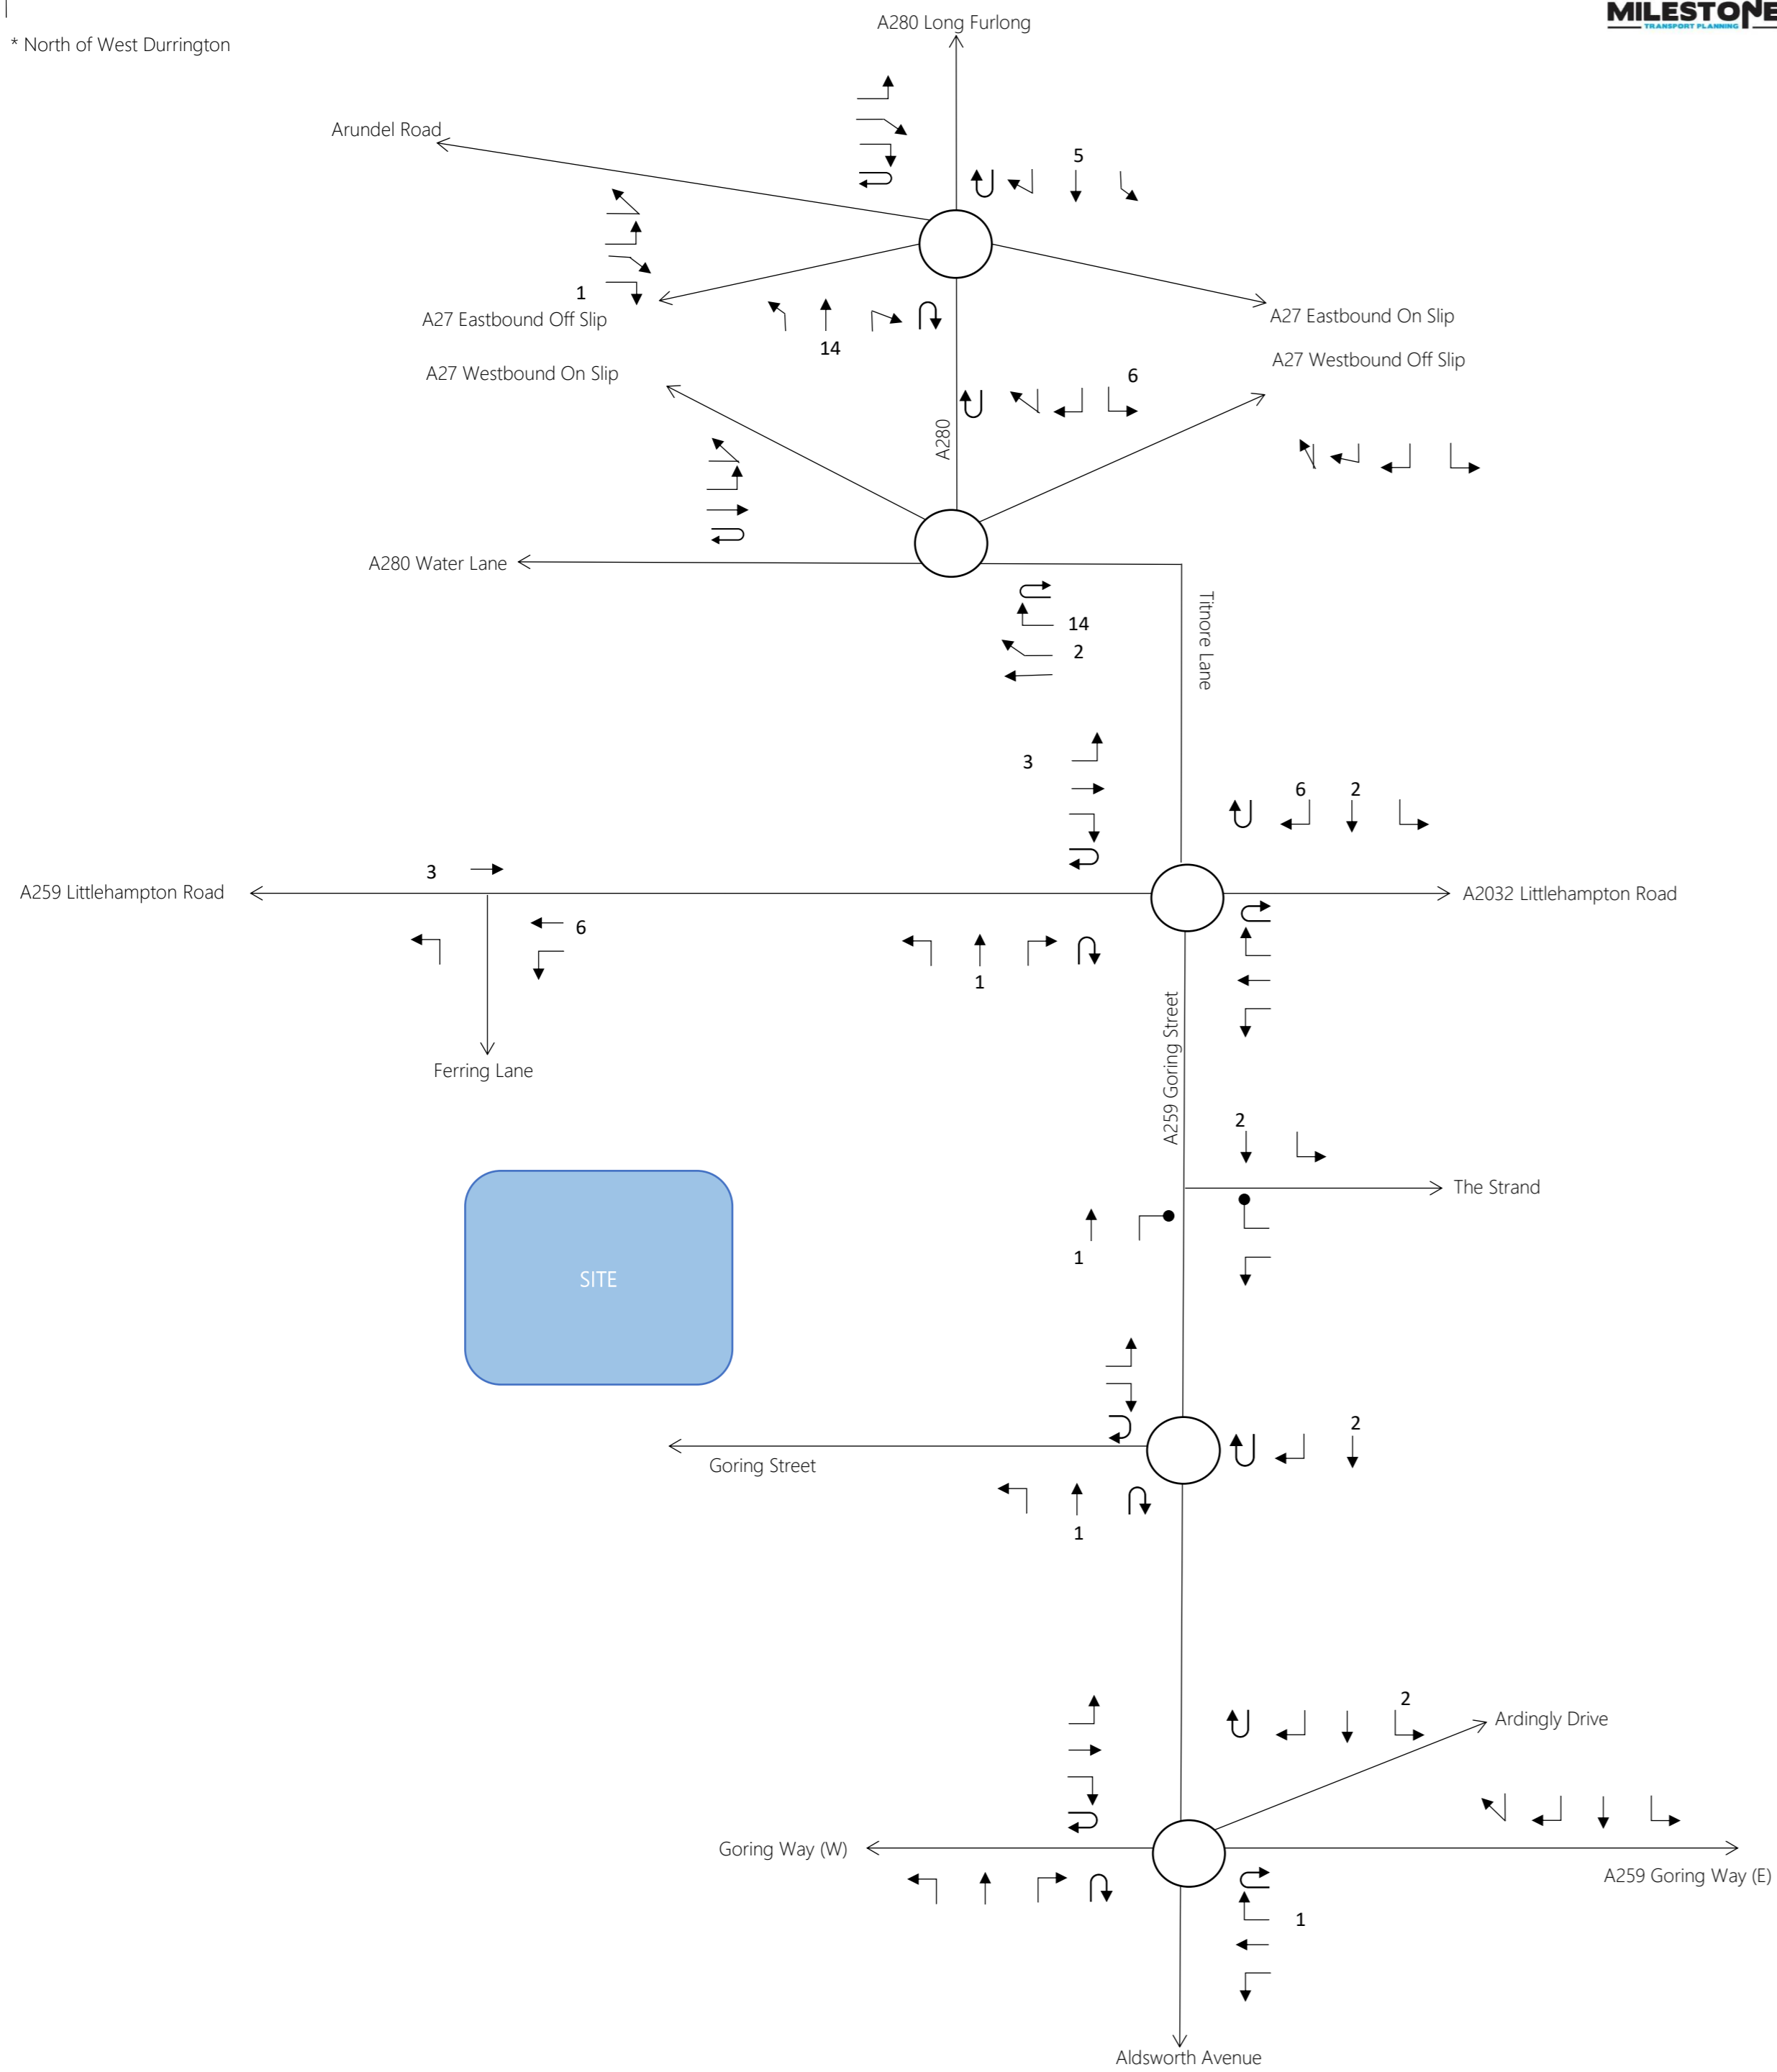 MILESTONE
TRANSPORT PLANNING
A280 Long Furlong
* North of West Durrington
Arundel Road
5
1
A27 Eastbound Off Slip
A27 Eastbound On Slip
14
A27 Westbound On Slip
A27 Westbound Off Slip
6
A280
A280 Water Lane
14
2
Titnore Lane
3
6 2
3
A259 Littlehampton Road
A2032 Littlehampton Road
6
1
A259 Goring Street
Ferring Lane
2
The Strand
1
SITE
2
Goring Street
1
2
Ardingly Drive
Goring Way (W)
A259 Goring Way (E)
1
Aldsworth Avenue